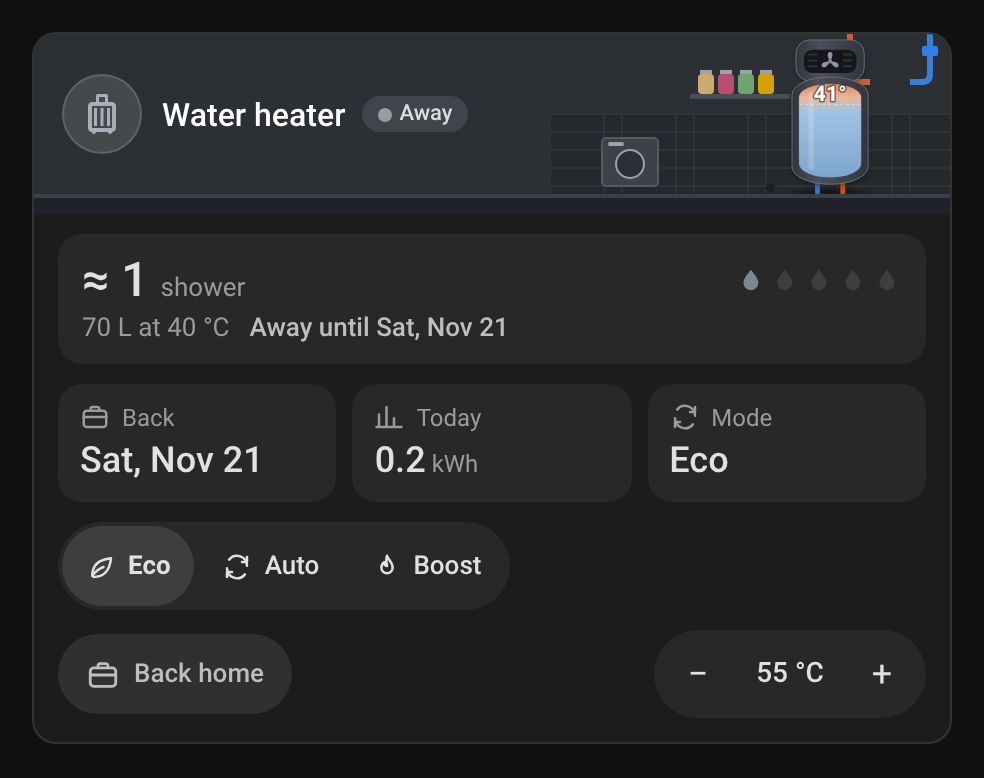 Water heater
Away
41°
≈ 1 shower
70 L at 40 °C Away until Sat, Nov 21
Back
Sat, Nov 21
Today
0.2 kWh
Mode
Eco
Eco
Auto
Boost
Back home
− 55 °C +